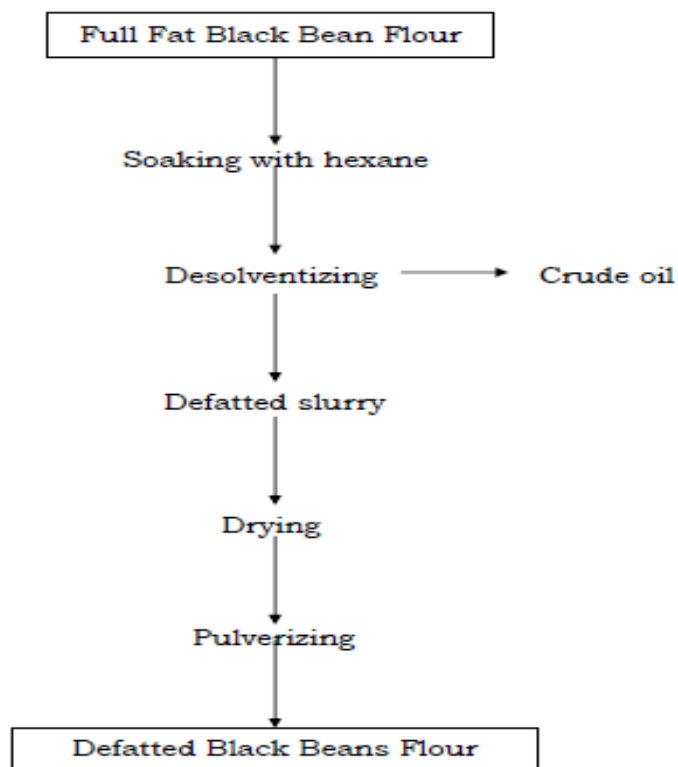 Full Fat Black Bean Flour
Soaking with hexane
Desolventizing
Crude oil
Defatted slurry
Drying
Pulverizing
Defatted Black Beans Flour